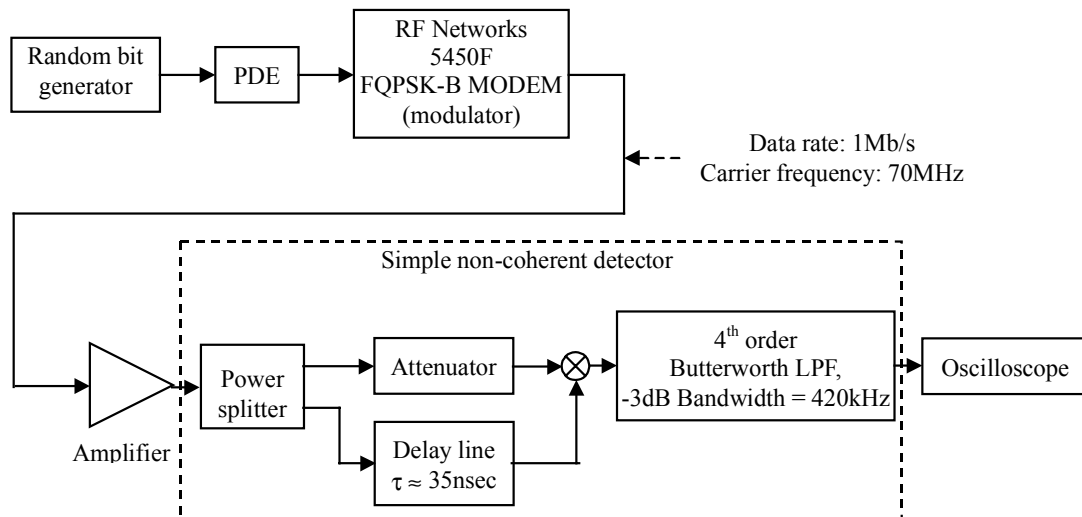 Random bit
generator
PDE
RF Networks
5450F
FQPSK-B MODEM
(modulator)
Data rate: 1Mb/s
Carrier frequency: 70MHz
Simple non-coherent detector
Amplifier
Power
splitter
Attenuator
Delay line
τ ≈ 35nsec
4th order
Butterworth LPF,
-3dB Bandwidth = 420kHz
Oscilloscope